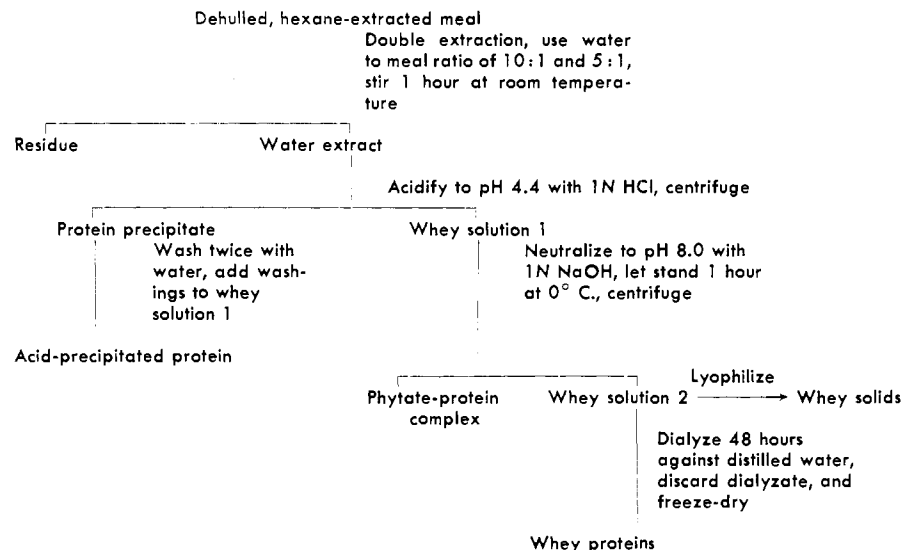 Dehulled, hexane-extracted meal
Double extraction, use water
to meal ratio of 10:1 and 5:1,
stir 1 hour at room tempera-
ture
Residue
Water extract
Acidify to pH 4.4 with 1N HCl, centrifuge
Protein precipitate
Wash twice with
water, add wash-
ings to whey
solution 1
Whey solution 1
Neutralize to pH 8.0 with
1N NaOH, let stand 1 hour
at 0° C., centrifuge
Acid-precipitated protein
Phytate-protein
complex
Whey solution 2
Lyophilize
Whey solids
Dialyze 48 hours
against distilled water,
discard dialyzate, and
freeze-dry
Whey proteins